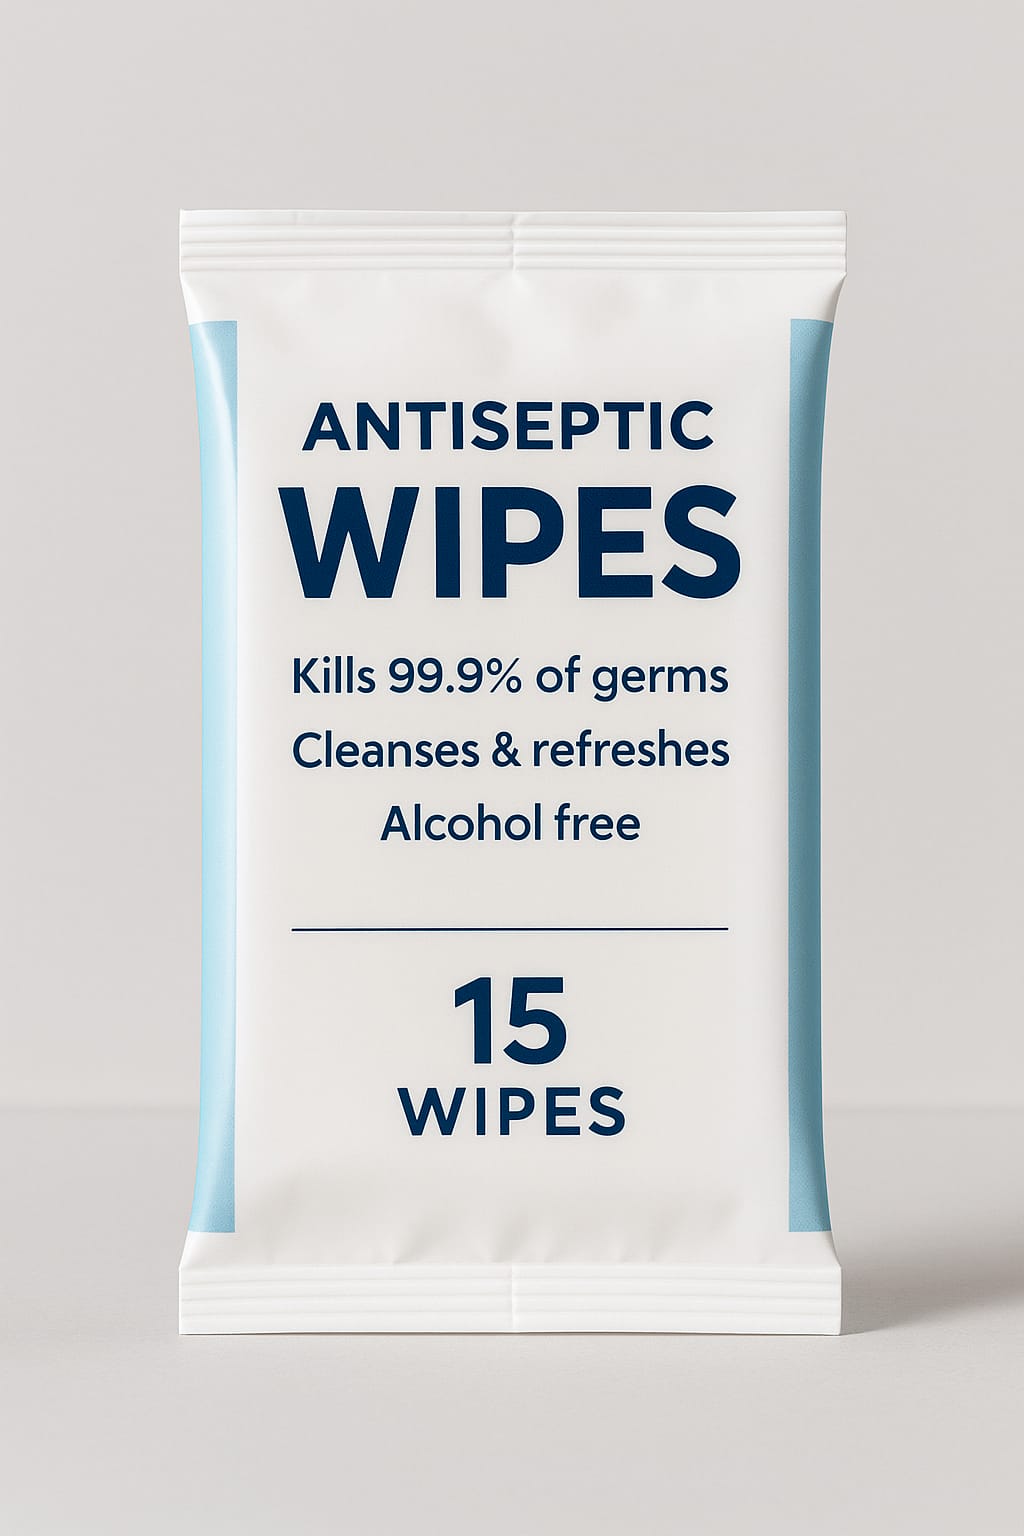 ANTISEPTIC
WIPES
Kills 99.9% of germs
Cleanses & refreshes
Alcohol free
15
WIPES